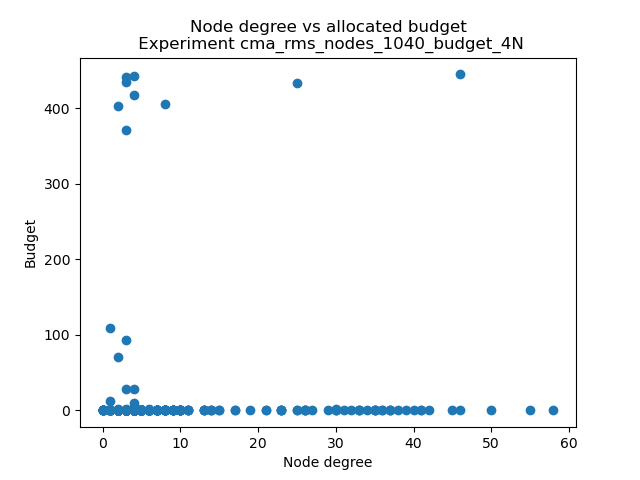 Node degree vs allocated budget
Experiment cma_rms_nodes_1040_budget_4N
Budget
400
300
200
100
0
0 10 20 30 40 50 60
Node degree